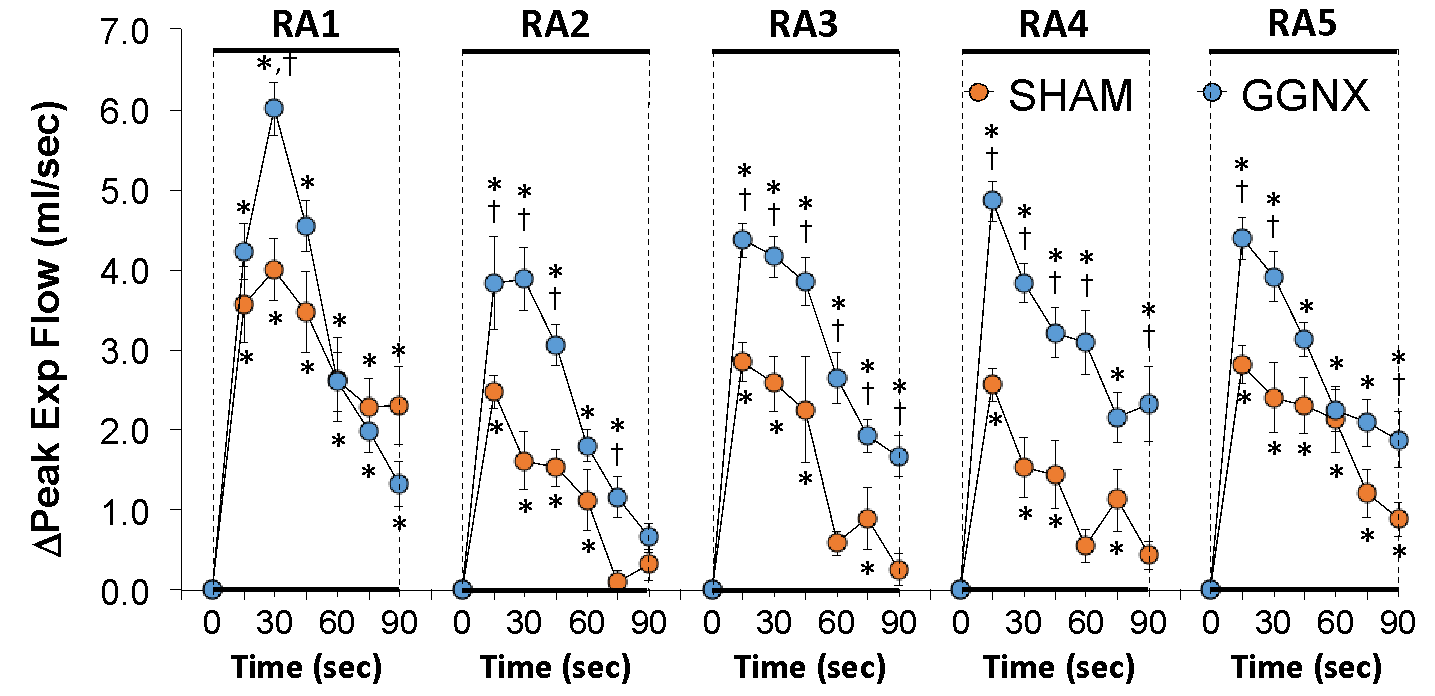 RA1 RA2 RA3 RA4 RA5
ΔPeak Exp Flow (ml/sec)
7.0
6.0
5.0
4.0
3.0
2.0
1.0
0.0
SHAM GGNX
*,†
* * * * * * * * * * *
* † * † * † * * † * * * *
* † * † * † * † * † * † * * * *
* † * † * † * † * * † * * * *
* † * † * * * * † * * * * * *
0 30 60 90 0 30 60 90 0 30 60 90 0 30 60 90 0 30 60 90
Time (sec) Time (sec) Time (sec) Time (sec) Time (sec)